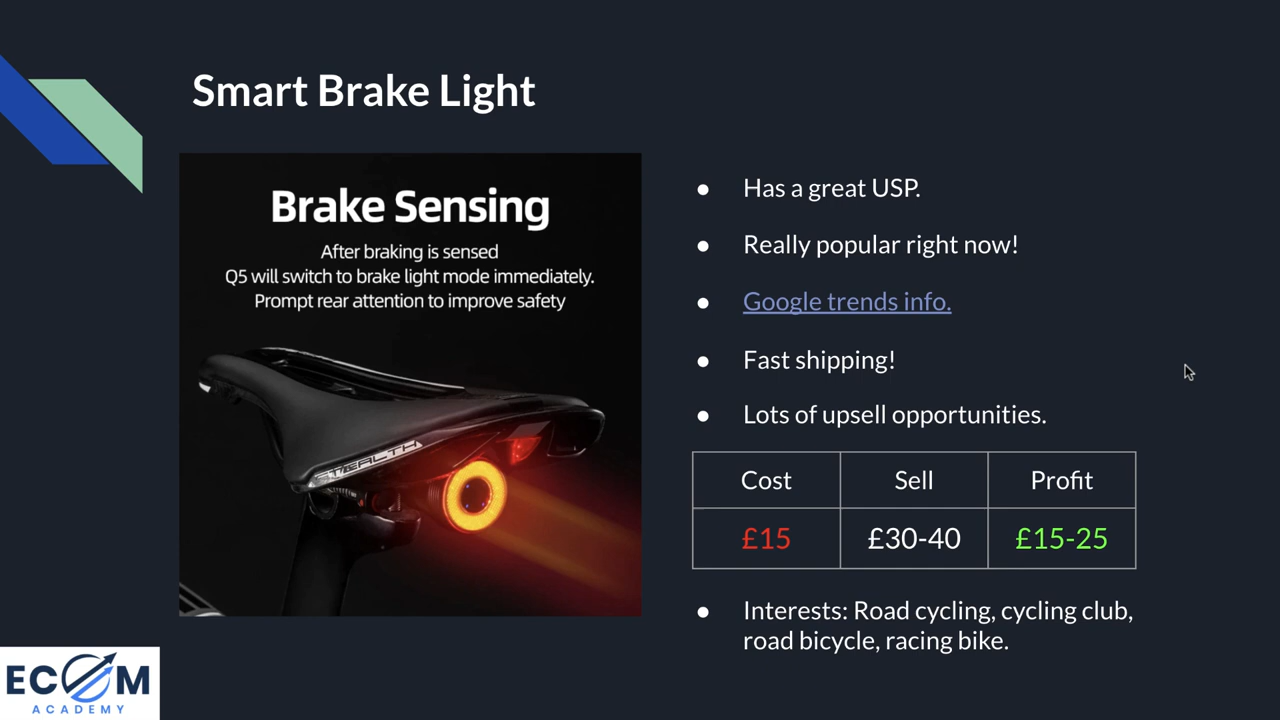 Smart Brake Light
Brake Sensing
After braking is sensed
Q5 will switch to brake light mode immediately.
Prompt rear attention to improve safety
STEALTH
● Has a great USP.
● Really popular right now!
● Google trends info.
● Fast shipping!
● Lots of upsell opportunities.
Cost Sell Profit
£15 £30-40 £15-25
● Interests: Road cycling, cycling club,
road bicycle, racing bike.
ECOM
ACADEMY